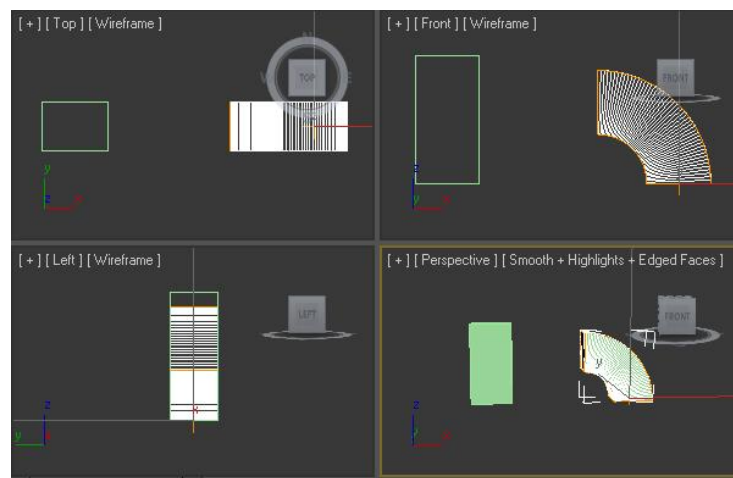 [ + ] [ Top ] [ Wireframe ]
TOP
W
E
y
z
x
[ + ] [ Front ] [ Wireframe ]
FRONT
z
y
x
[ + ] [ Left ] [ Wireframe ]
LEFT
z
y
x
[ + ] [ Perspective ] [ Smooth + Highlights + Edged Faces ]
FRONT
y
z
x